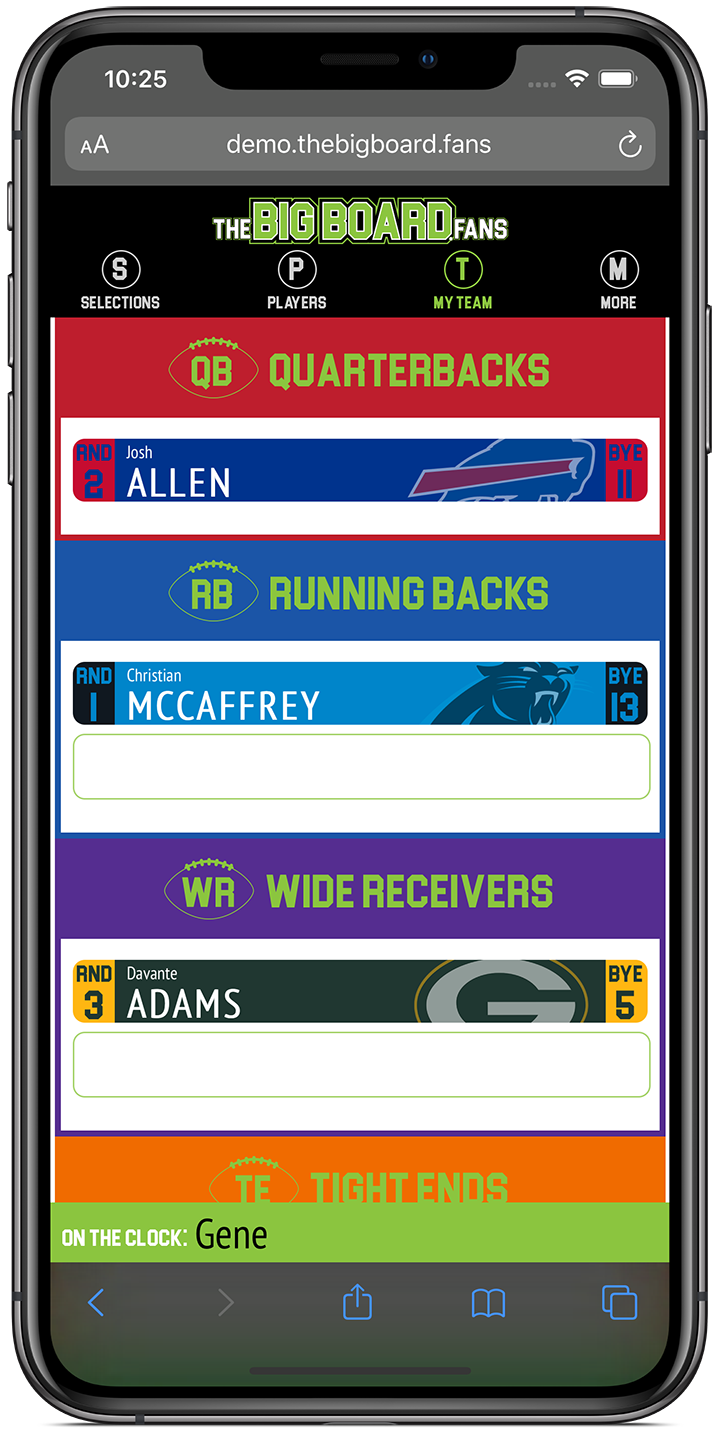 10:25
AA
demo.thebigboard.fans
THE BIG BOARD.FANS
S P T M
SELECTIONS PLAYERS MY TEAM MORE
QB QUARTERBACKS
RND 2 Josh ALLEN BYE 11
RB RUNNING BACKS
RND 1 Christian MCCAFFREY BYE 13
WR WIDE RECEIVERS
RND 3 Davante ADAMS G BYE 5
TE TIGHT ENDS
ON THE CLOCK: Gene